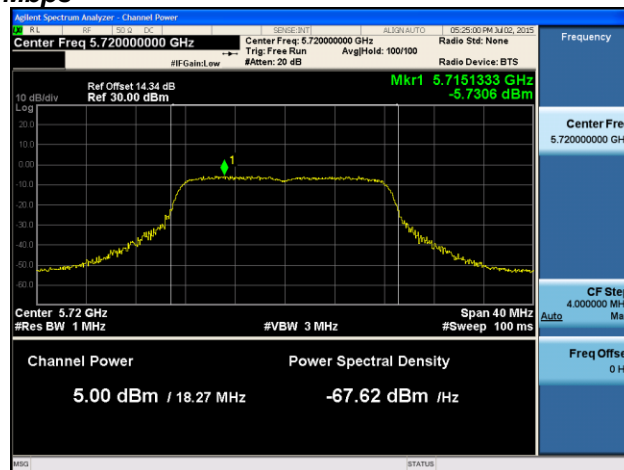 Mbps
Agilent Spectrum Analyzer - Channel Power
RL RF 50 Ω DC SENSE:INT ALIGN AUTO 05:25:00 PM Jul 02, 2015
Center Freq 5.720000000 GHz Center Freq: 5.720000000 GHz Radio Std: None Frequency
Trig: Free Run Avg|Hold: 100/100
#IFGain:Low #Atten: 20 dB Radio Device: BTS
Mkr1 5.7151333 GHz
-5.7306 dBm
Ref Offset 14.34 dB
10 dB/div Ref 30.00 dBm
Log
20.0
10.0
0.00
-10.0
-20.0
-30.0
-40.0
-50.0
-60.0
1
Center 5.72 GHz Span 40 MHz
#Res BW 1 MHz #VBW 3 MHz #Sweep 100 ms
Channel Power Power Spectral Density
5.00 dBm / 18.27 MHz -67.62 dBm /Hz
Center Fre
5.720000000 GH
CF Ste
4.000000 MH
Auto Ma
Freq Offse
0 H
MSG STATUS